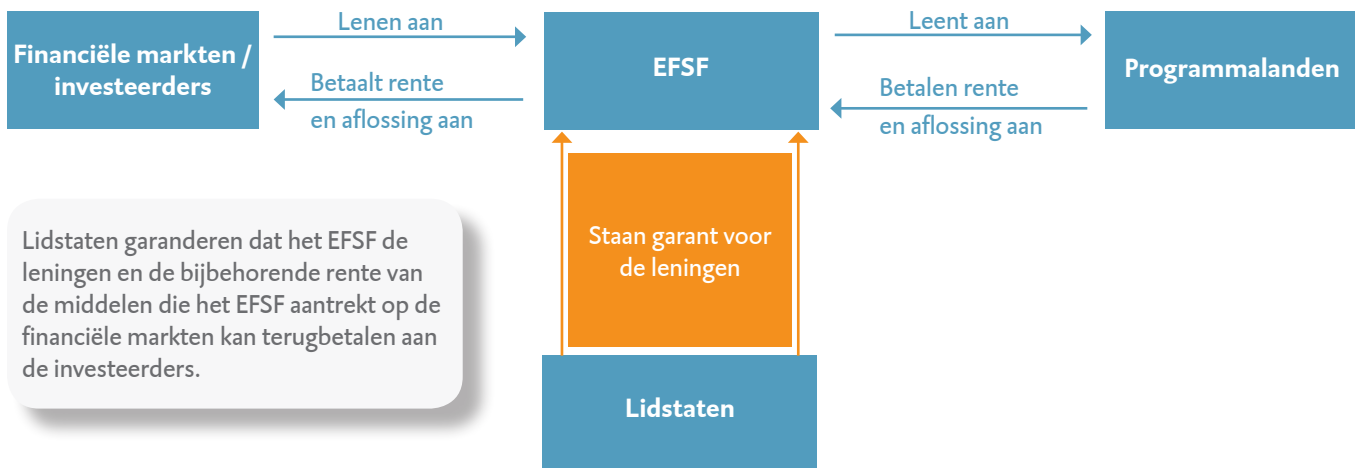 Financiële markten /
investeerders
Lenen aan
Betaalt rente
en aflossing aan
EFSF
Leent aan
Betalen rente
en aflossing aan
Programmalanden
Staan garant voor
de leningen
Lidstaten garanderen dat het EFSF de
leningen en de bijbehorende rente van
de middelen die het EFSF aantrekt op de
financiële markten kan terugbetalen aan
de investeerders.
Lidstaten